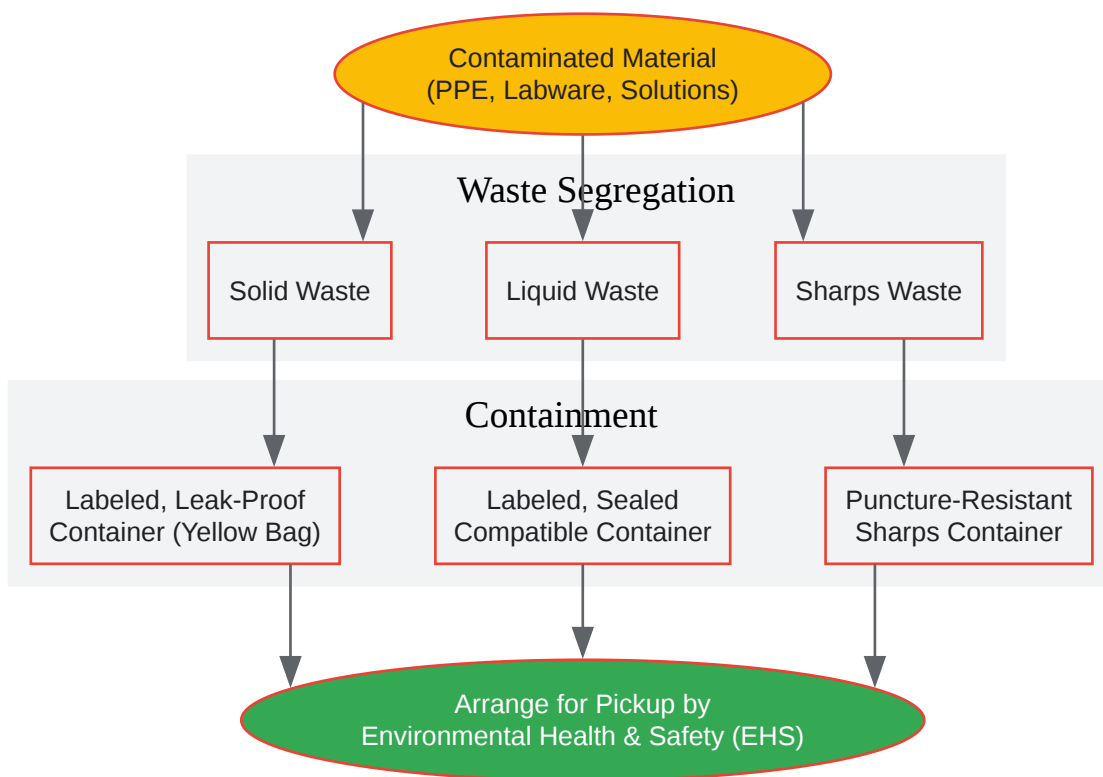 Contaminated Material
(PPE, Labware, Solutions)
Waste Segregation
Solid Waste
Liquid Waste
Sharps Waste
Containment
Labeled, Leak-Proof
Container (Yellow Bag)
Labeled, Sealed
Compatible Container
Puncture-Resistant
Sharps Container
Arrange for Pickup by
Environmental Health & Safety (EHS)